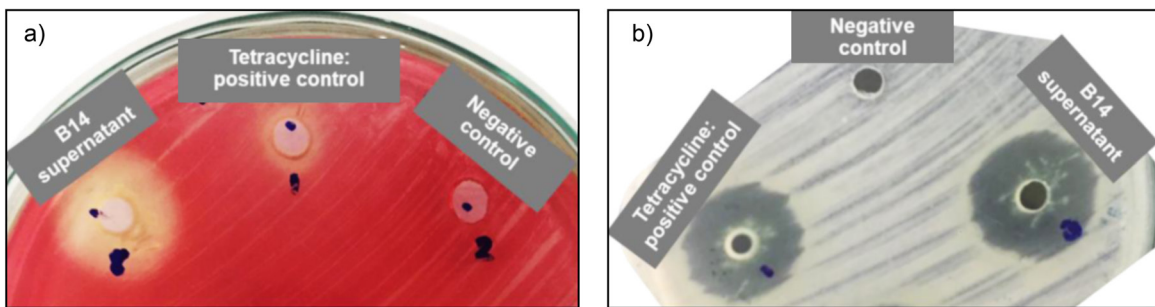 a)
B14
supernatant
Tetracycline:
positive control
Negative
control
b)
Tetracycline:
positive control
Negative
control
B14
supernatant